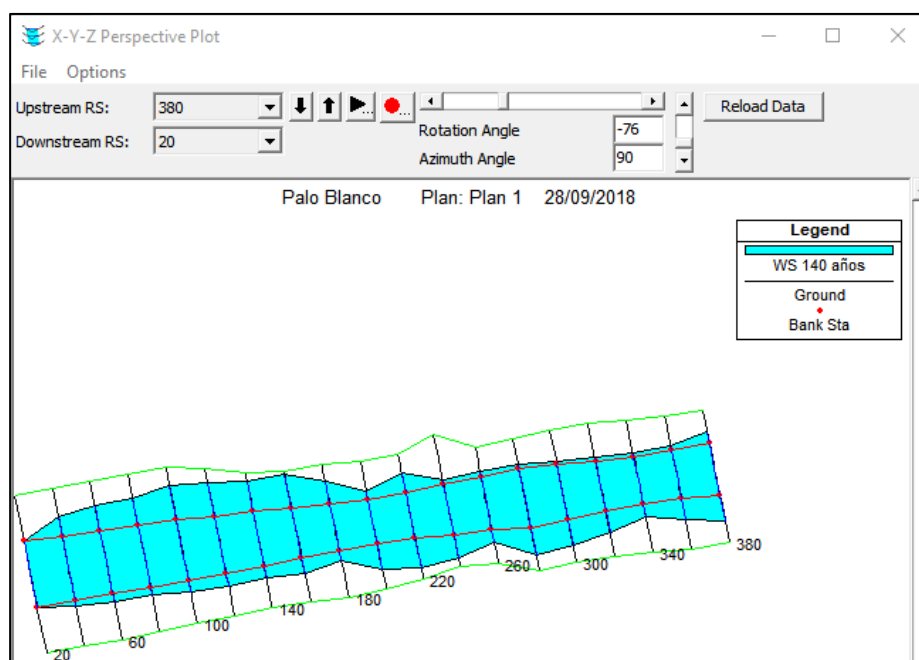 X-Y-Z Perspective Plot
File Options
Upstream RS: 380
Downstream RS: 20
Rotation Angle -76
Azimuth Angle 90
Reload Data
Palo Blanco Plan: Plan 1 28/09/2018
Legend
WS 140 años
Ground
Bank Sta
20
60
100
140
180
220
260
300
340
380